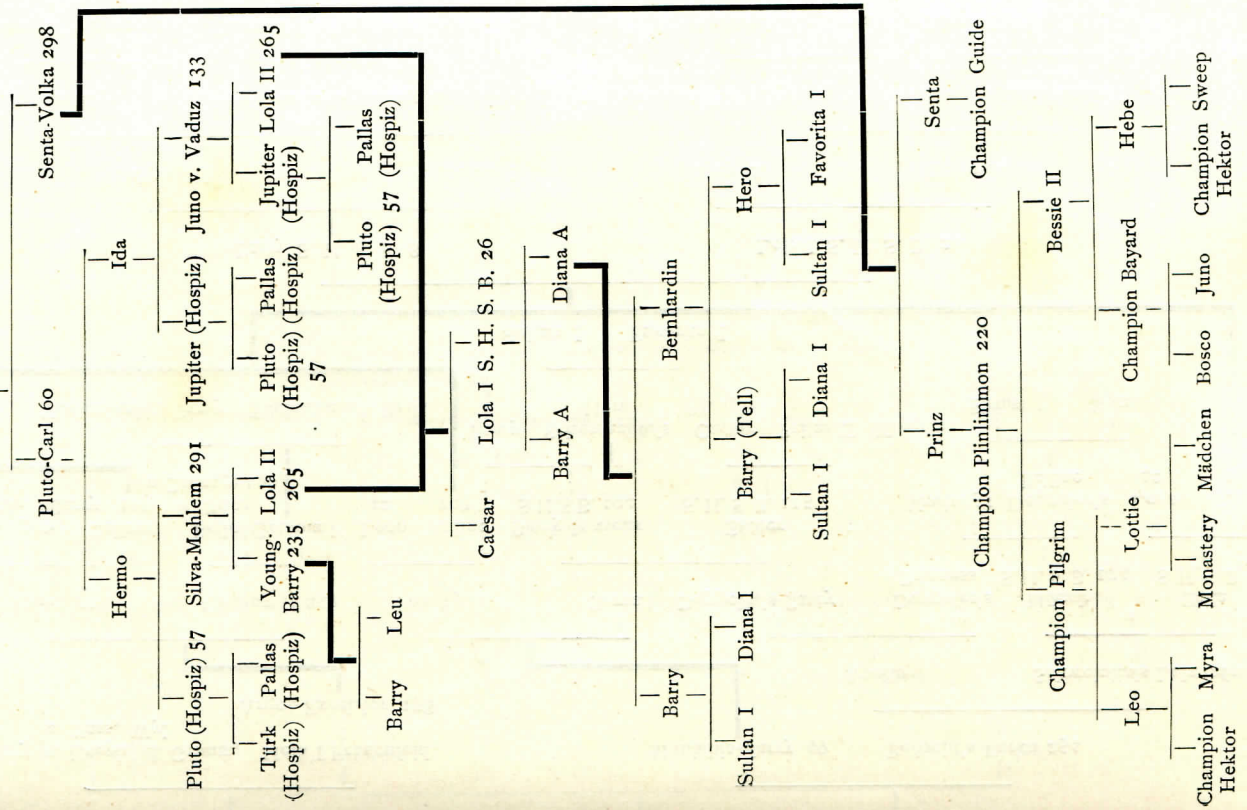 Pluto-Carl 60 Senta-Volka 298
Hermo Ida
Pluto (Hospiz) 57 Silva-Mehlem 291 Jupiter (Hospiz) Juno v. Vaduz 133
Türk Pallas Young- Lola II Pluto Pallas Jupiter Lola II 265
(Hospiz) (Hospiz) Barry 235 265 (Hospiz) (Hospiz) (Hospiz)
57
Pluto Pallas
Barry Leu (Hospiz) 57 (Hospiz)
Caesar Lola I S. H. S. B. 26
Barry A Diana A
Barry Bernhardin
Sultan I Diana I Barry (Tell) Hero
Sultan I Diana I Sultan I Favorita I
Prinz Senta
Champion Plinlimmon 220 Champion Guide
Champion Pilgrim Bessie II
Leo Lottie Champion Bayard Hebe
Champion Myra Monastery Mädchen Bosco Juno Champion Sweep
Hektor Hektor